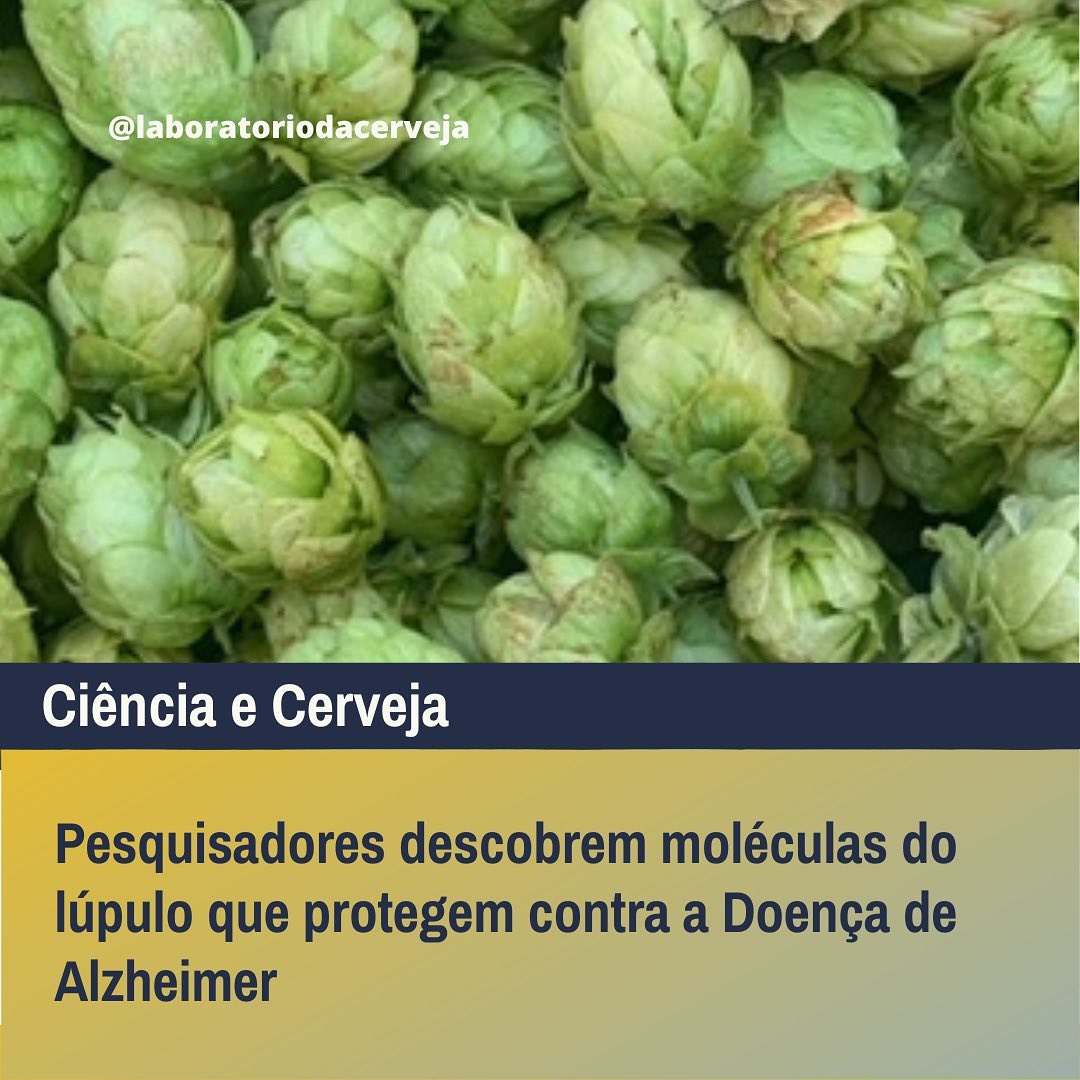 @laboratoriodacerveja
Ciência e Cerveja
Pesquisadores descobrem moléculas do
lúpulo que protegem contra a Doença de
Alzheimer